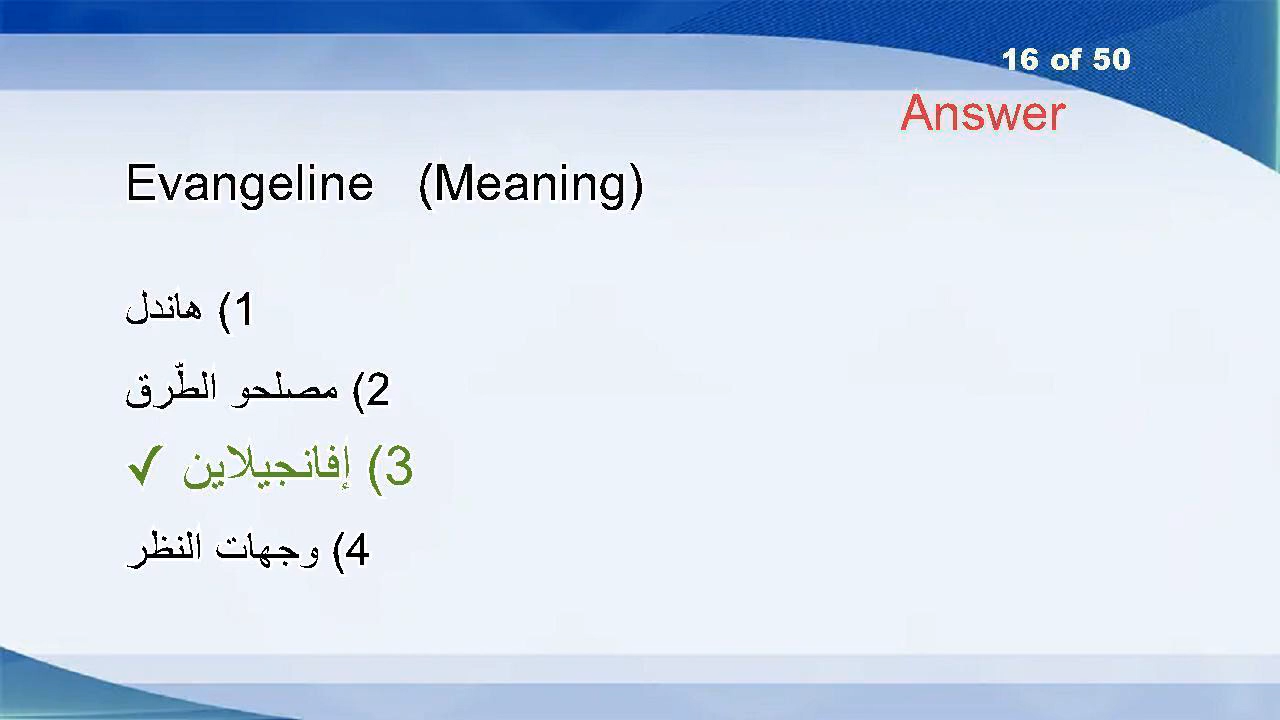 16 of 50
Answer
Evangeline (Meaning)
1) هاندل
2) مصلحو الطّرق
3) إفانجيلاين ✓
4) وجهات النظر